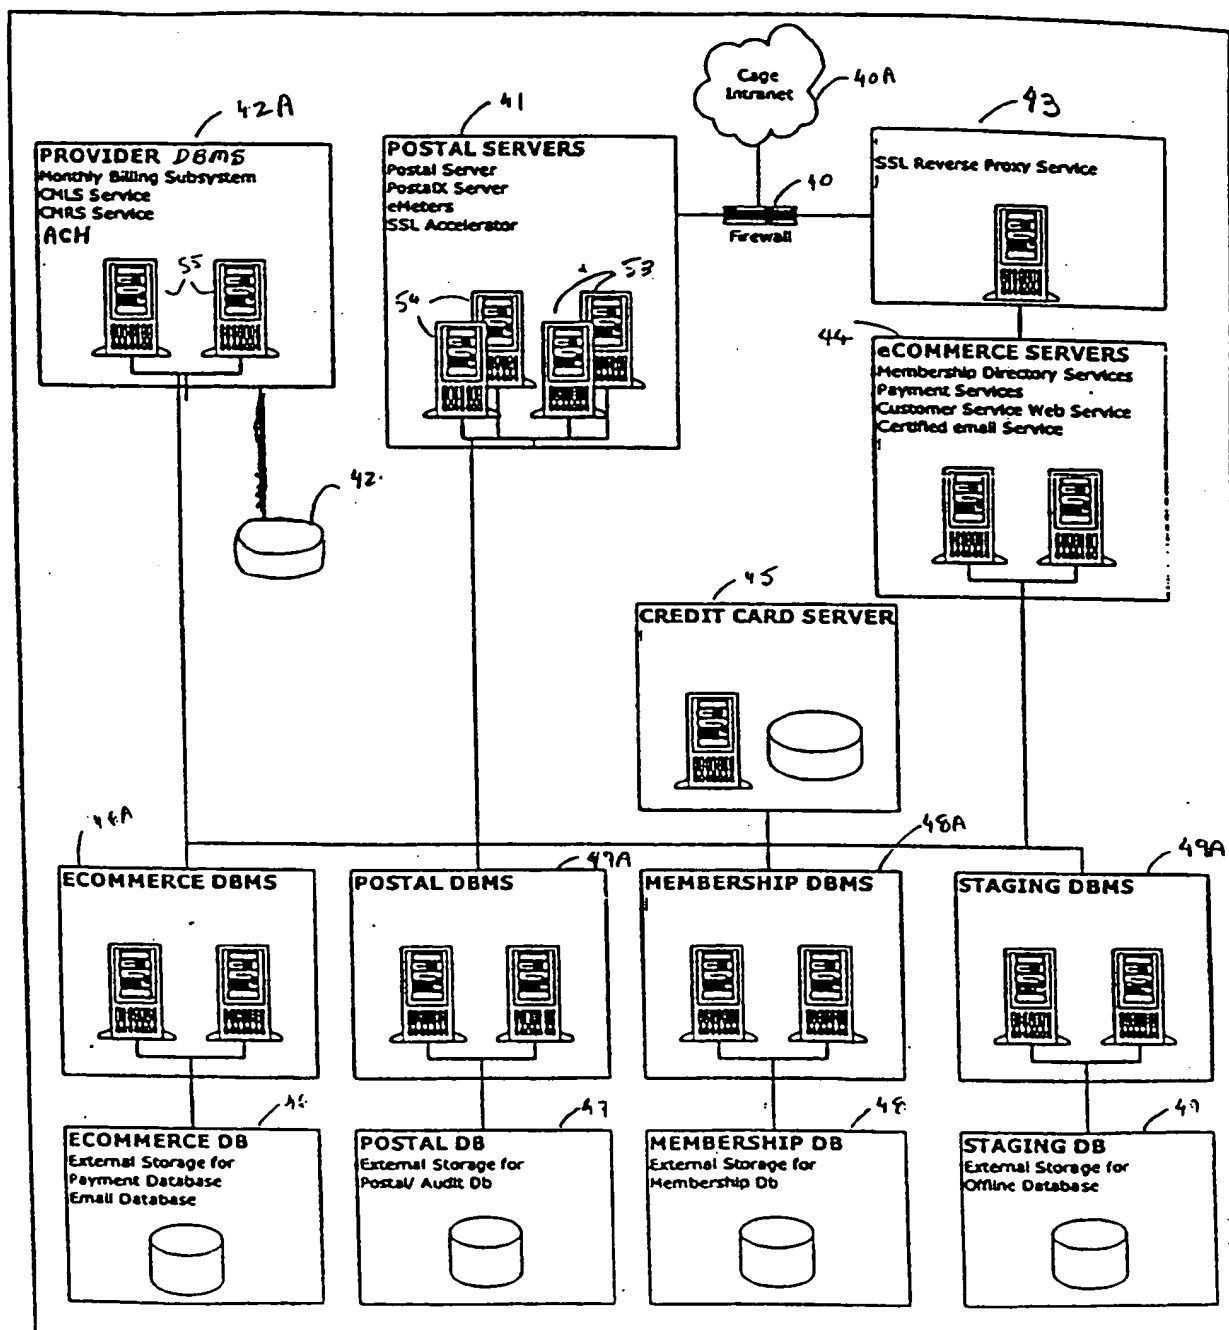 42A
41
Cage
Intranet
40A
43
PROVIDER DBMS
Monthly Billing Subsystem
CMLS Service
CMRS Service
ACH
55
POSTAL SERVERS
Postal Server
PostalX Server
eMeters
SSL Accelerator
54
53
40
Firewall
SSL Reverse Proxy Service
44
eCOMMERCE SERVERS
Membership Directory Services
Payment Services
Customer Service Web Service
Certified email Service
42
45
CREDIT CARD SERVER
47A
48A
49A
ECOMMERCE DBMS
POSTAL DBMS
MEMBERSHIP DBMS
STAGING DBMS
47
48
49
ECOMMERCE DB
External Storage for
Payment Database
Email Database
POSTAL DB
External Storage for
Postal/ Audit Db
MEMBERSHIP DB
External Storage for
Membership Db
STAGING DB
External Storage for
Offline Database